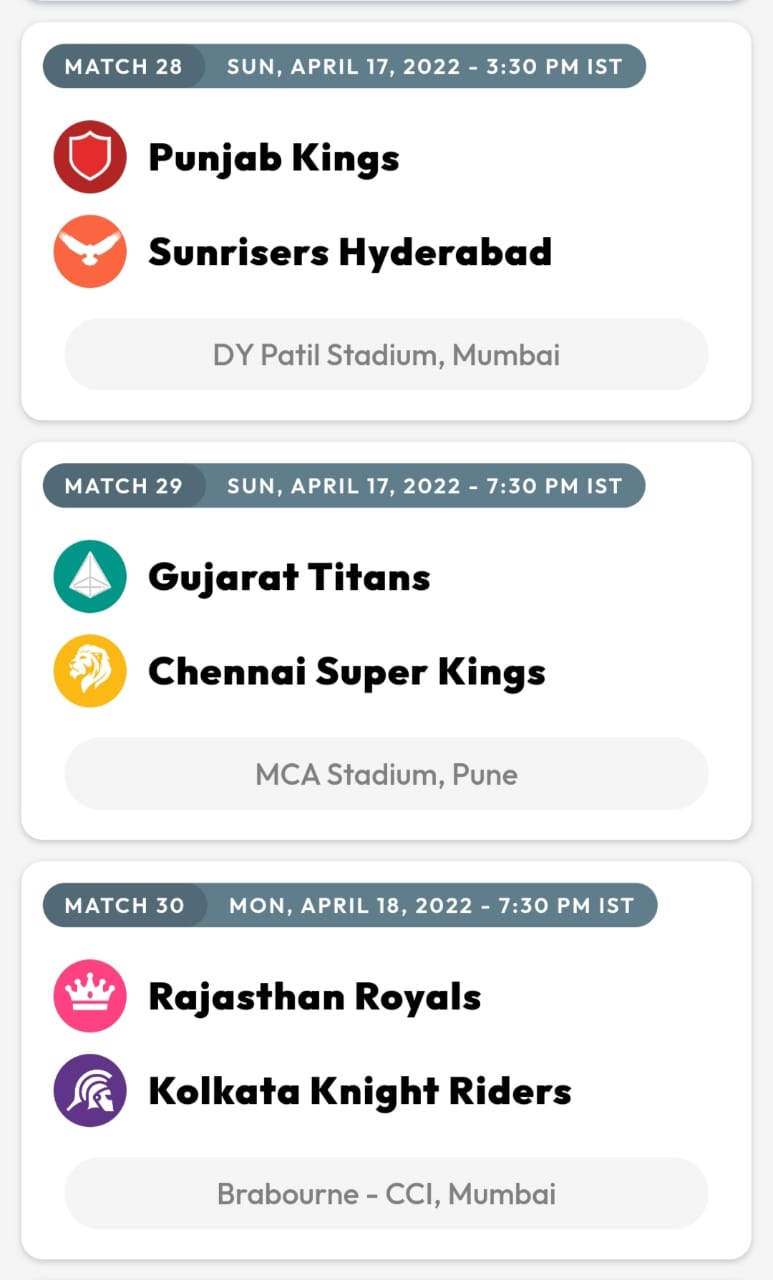 MATCH 28 SUN, APRIL 17, 2022 - 3:30 PM IST
Punjab Kings
Sunrisers Hyderabad
DY Patil Stadium, Mumbai
MATCH 29 SUN, APRIL 17, 2022 - 7:30 PM IST
Gujarat Titans
Chennai Super Kings
MCA Stadium, Pune
MATCH 30 MON, APRIL 18, 2022 - 7:30 PM IST
Rajasthan Royals
Kolkata Knight Riders
Brabourne - CCI, Mumbai